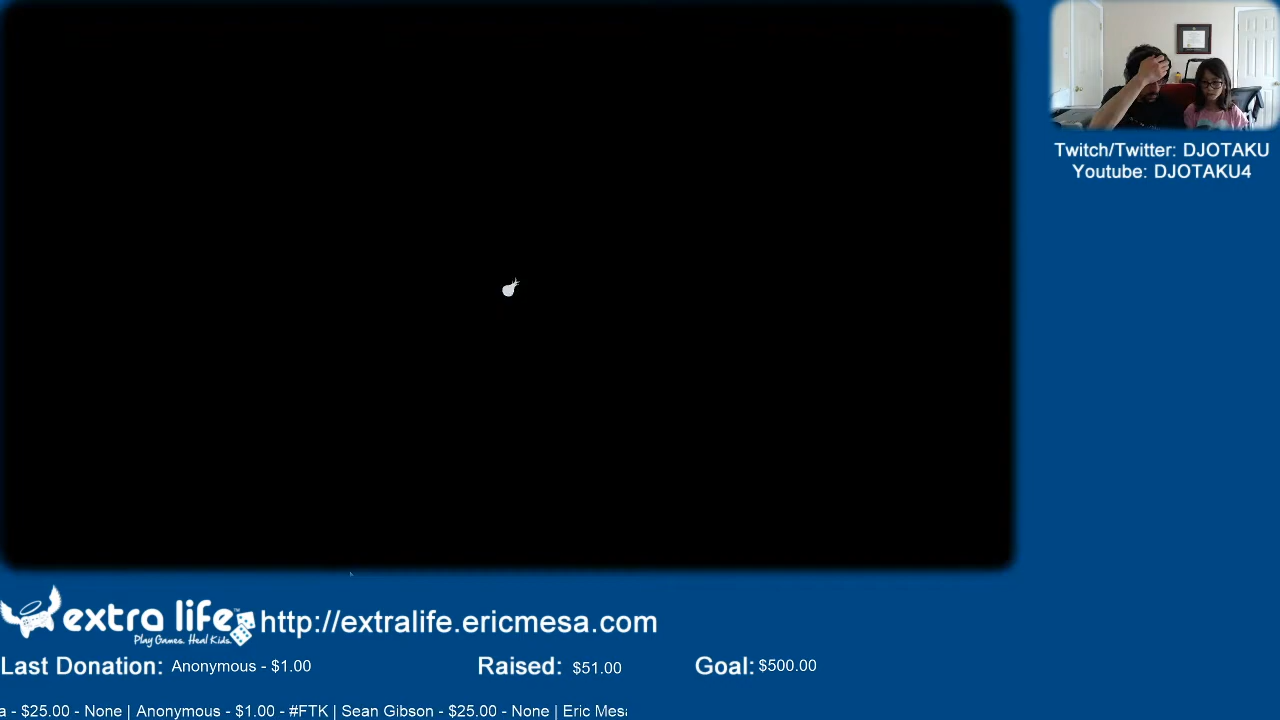 Twitch/Twitter: DJOTAKU
Youtube: DJOTAKU4
extra life™ http://extralife.ericmesa.com
Play Games. Heal Kids.
Last Donation: Anonymous - $1.00 Raised: $51.00 Goal: $500.00
a - $25.00 - None | Anonymous - $1.00 - #FTK | Sean Gibson - $25.00 - None | Eric Mesa